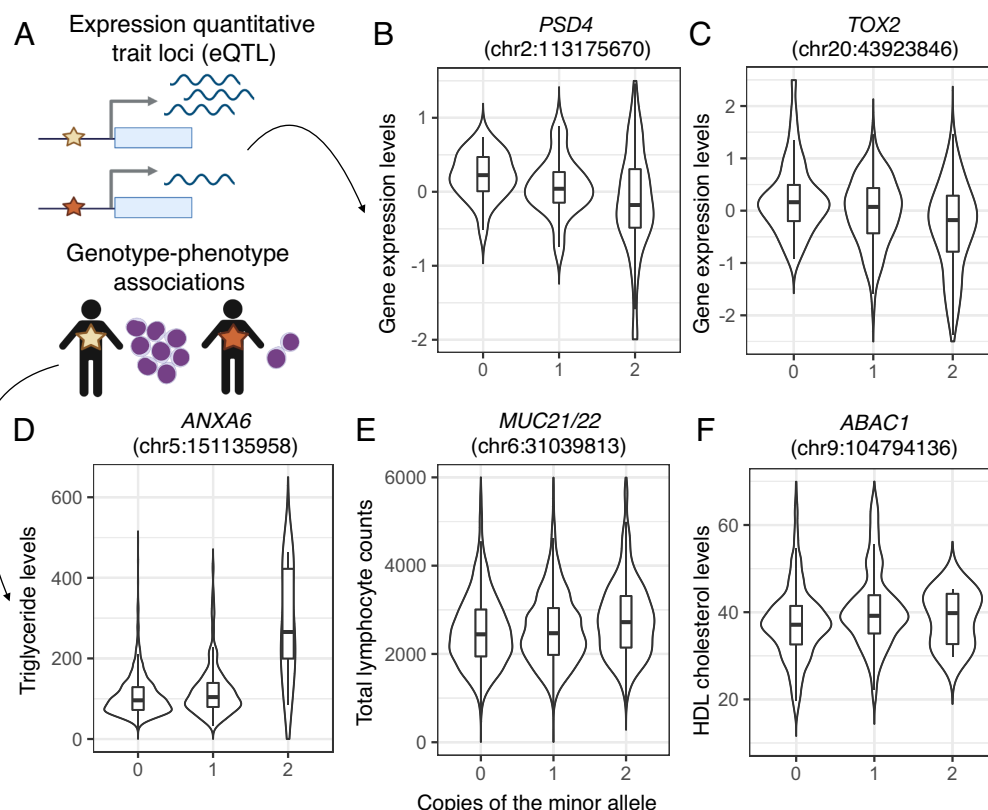 A
Expression quantitative
trait loci (eQTL)
Genotype-phenotype
associations
B
PSD4
(chr2:113175670)
Gene expression levels
1
0
-1
-2
0 1 2
C
TOX2
(chr20:43923846)
Gene expression levels
2
1
0
-1
-2
0 1 2
D
ANXA6
(chr5:151135958)
Triglyceride levels
600
400
200
0
0 1 2
E
MUC21/22
(chr6:31039813)
Total lymphocyte counts
6000
4000
2000
0
0 1 2
Copies of the minor allele
F
ABAC1
(chr9:104794136)
HDL cholesterol levels
60
40
20
0 1 2